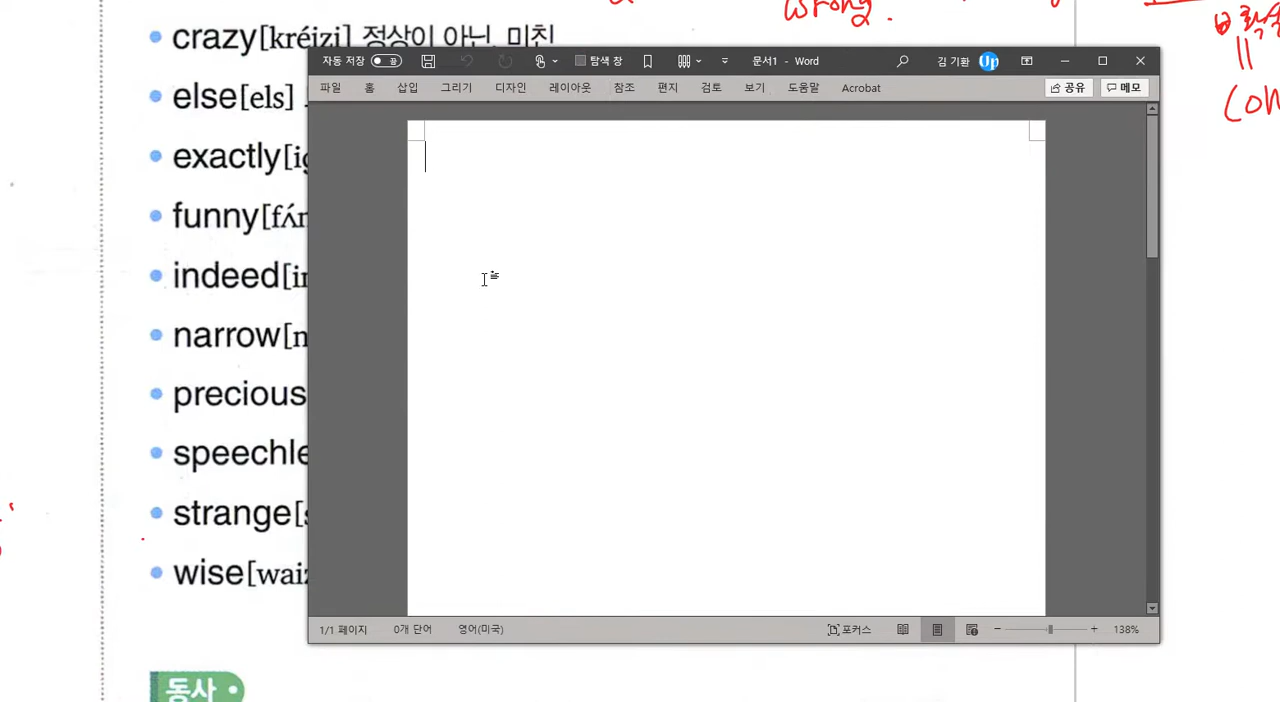 wrong.
crazy[kréizi] 정상이 아닌, 미친
else[els]
exactly[ig
funny[fʌ́n
indeed[in
narrow[n
precious
speechle
strange[s
wise[waiz
동사
자동 저장 끔 탐색 창 문서1 - Word 김 기환 Up
파일 홈 삽입 그리기 디자인 레이아웃 참조 편지 검토 보기 도움말 Acrobat 공유 메모
1/1 페이지 0개 단어 영어(미국) 포커스 138%